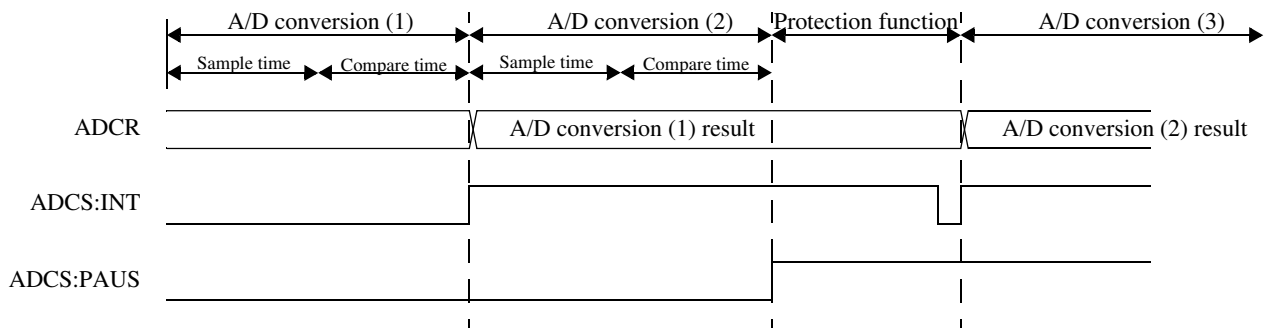 A/D conversion (1) A/D conversion (2) Protection function A/D conversion (3)
Sample time Compare time Sample time Compare time
ADCR A/D conversion (1) result A/D conversion (2) result
ADCS:INT
ADCS:PAUS